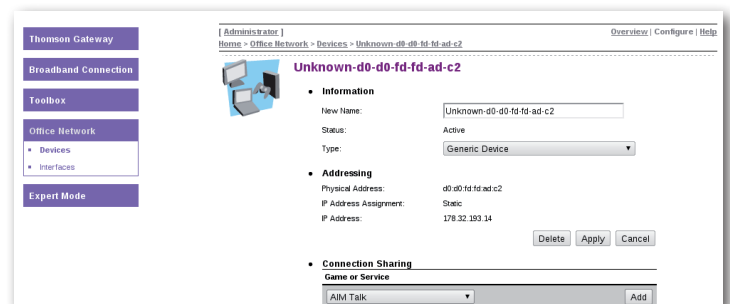 Thomson Gateway
Broadband Connection
Toolbox
Office Network
Devices
Interfaces
Expert Mode
[ Administrator ]
Overview | Configure | Help
Home > Office Network > Devices > Unknown-d0-d0-fd-fd-ad-c2
Unknown-d0-d0-fd-fd-ad-c2
Information
New Name: Unknown-d0-d0-fd-fd-ad-c2
Status: Active
Type: Generic Device
Addressing
Physical Address: d0:d0:fd:fd:ad:c2
IP Address Assignment: Static
IP Address: 178.32.193.14
Delete Apply Cancel
Connection Sharing
Game or Service
AIM Talk Add